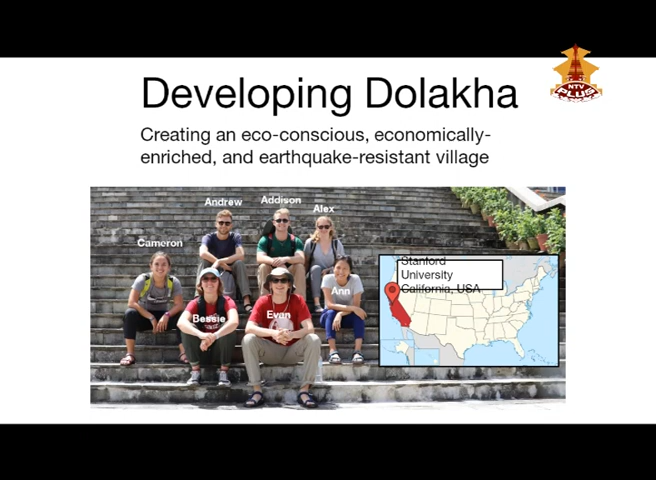 Developing Dolakha
NTV
PLUS
Creating an eco-conscious, economically-
enriched, and earthquake-resistant village
Andrew
Addison
Alex
Cameron
Stanford
University
California, USA
Ann
Bessie
Evan